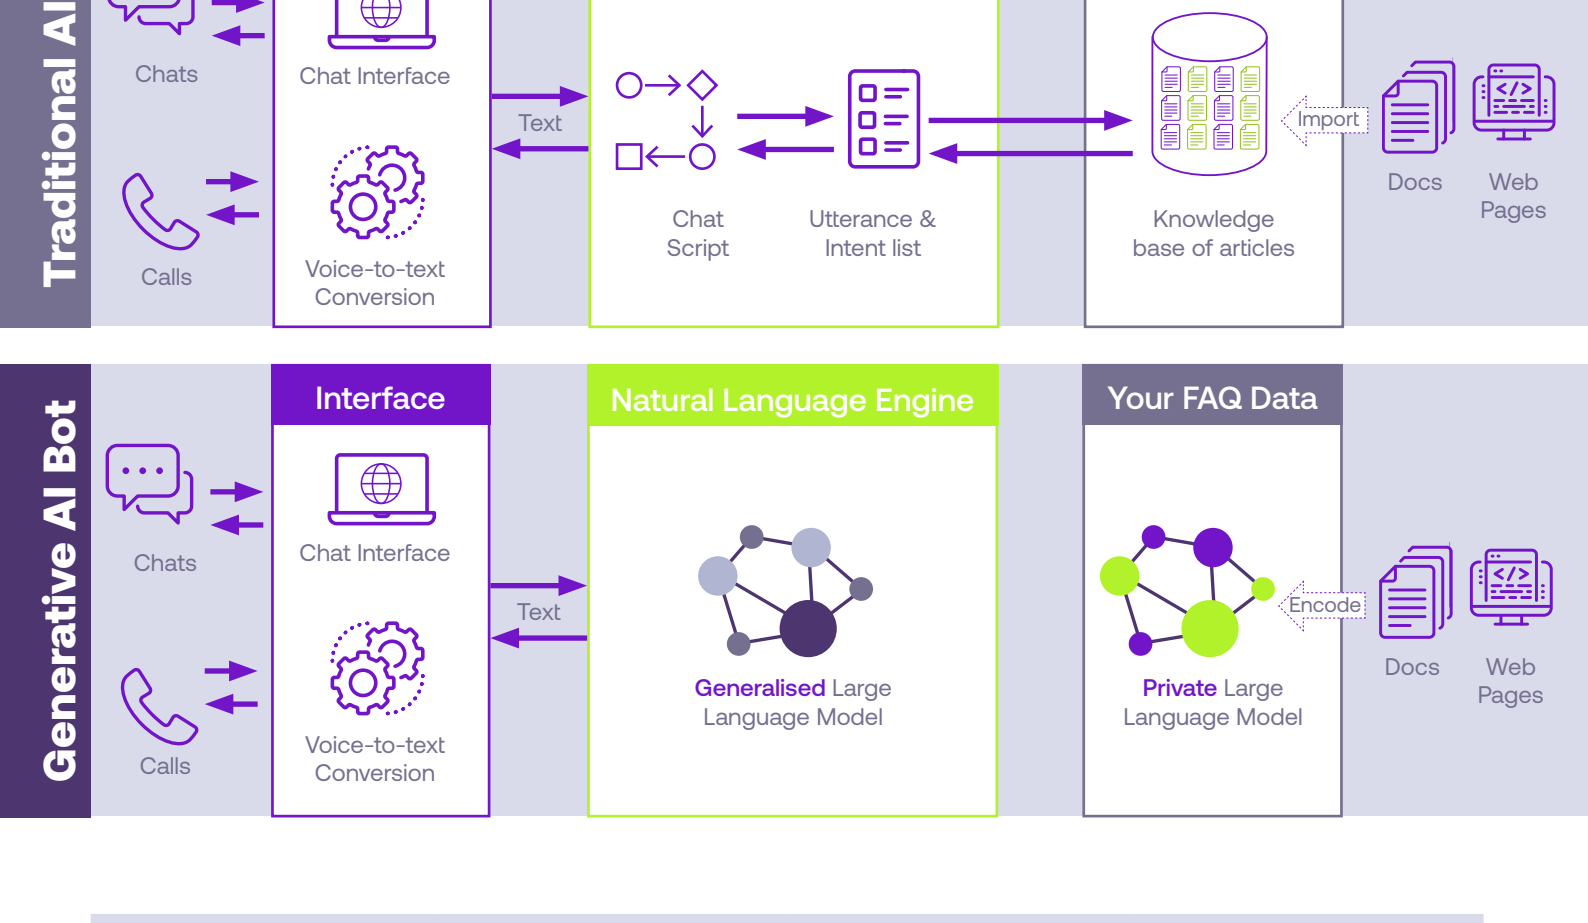 Traditional AI
Chats
Calls
Chat Interface
Voice-to-text
Conversion
Text
Chat
Script
Utterance &
Intent list
Knowledge
base of articles
Import
Docs
Web
Pages
Generative AI Bot
Interface
Natural Language Engine
Your FAQ Data
Chats
Calls
Chat Interface
Voice-to-text
Conversion
Text
Generalised Large
Language Model
Private Large
Language Model
Encode
Docs
Web
Pages